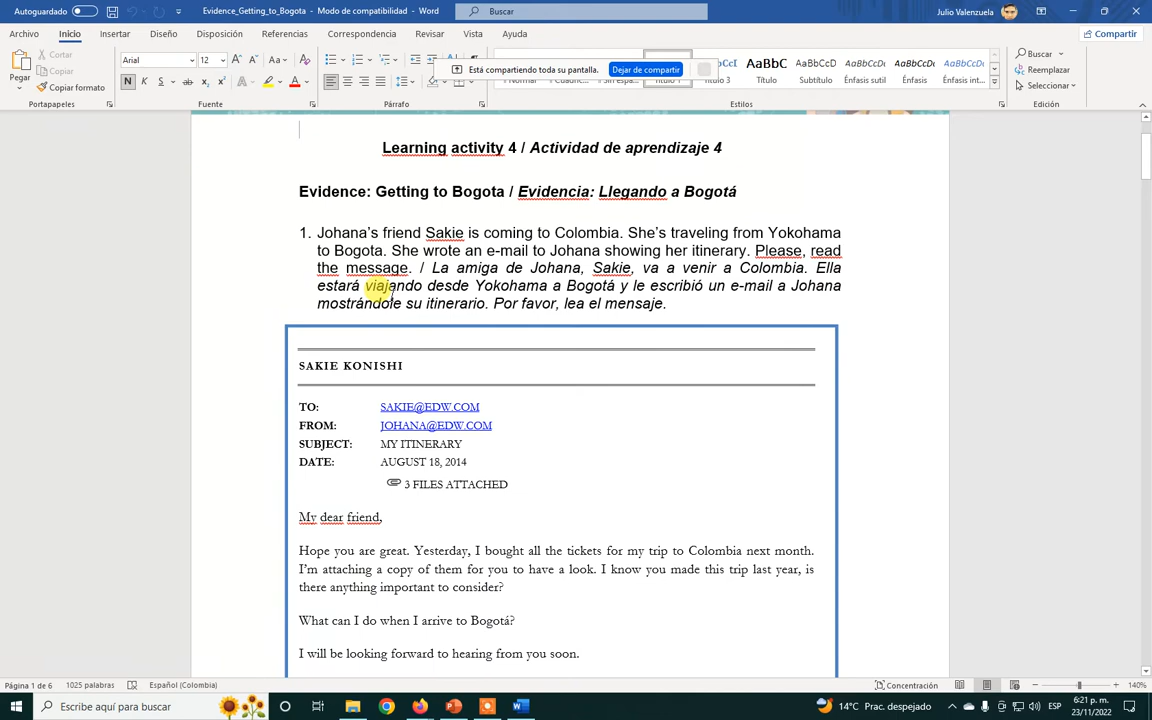 Autoguardado
Evidence_Getting_to_Bogota - Modo de compatibilidad - Word
Buscar
Julio Valenzuela
Archivo Inicio Insertar Diseño Disposición Referencias Correspondencia Revisar Vista Ayuda
Compartir
Pegar
Cortar
Copiar
Copiar formato
Portapapeles
Arial 12
Fuente
Párrafo
Está compartiendo toda su pantalla. Dejar de compartir
AaBbC AaBbCcD AaBbCcDc AaBbCcDc AaBbCcDc
Título 3 Título Subtítulo Énfasis sutil Énfasis Énfasis int...
Estilos
Buscar
Reemplazar
Seleccionar
Edición
Learning activity 4 / Actividad de aprendizaje 4
Evidence: Getting to Bogota / Evidencia: Llegando a Bogotá
1. Johana's friend Sakie is coming to Colombia. She's traveling from Yokohama
to Bogota. She wrote an e-mail to Johana showing her itinerary. Please, read
the message. / La amiga de Johana, Sakie, va a venir a Colombia. Ella
estará viajando desde Yokohama a Bogotá y le escribió un e-mail a Johana
mostrándole su itinerario. Por favor, lea el mensaje.
SAKIE KONISHI
TO: SAKIE@EDW.COM
FROM: JOHANA@EDW.COM
SUBJECT: MY ITINERARY
DATE: AUGUST 18, 2014
3 FILES ATTACHED
My dear friend,
Hope you are great. Yesterday, I bought all the tickets for my trip to Colombia next month.
I'm attaching a copy of them for you to have a look. I know you made this trip last year, is
there anything important to consider?
What can I do when I arrive to Bogotá?
I will be looking forward to hearing from you soon.
Página 1 de 6 1025 palabras Español (Colombia)
Concentración
140%
Escribe aquí para buscar
14°C Prac. despejado
ESP
6:21 p. m.
23/11/2022